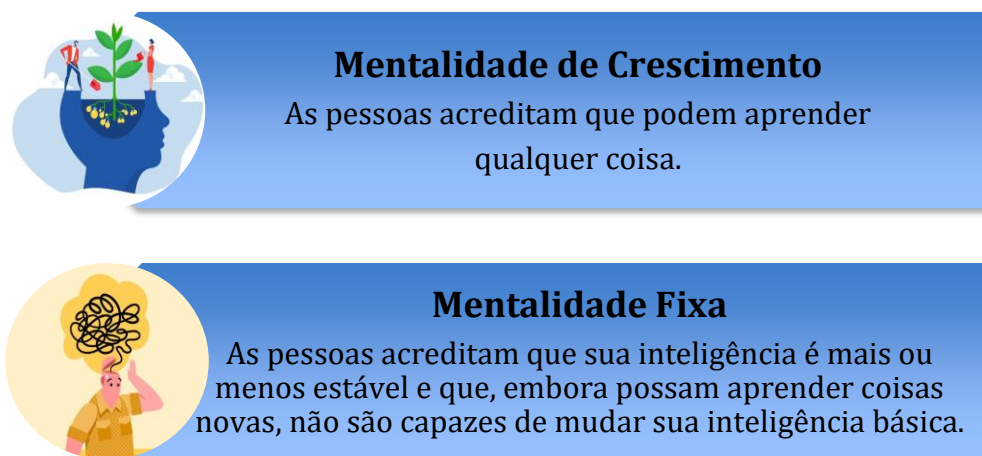 Mentalidade de Crescimento
As pessoas acreditam que podem aprender
qualquer coisa.
Mentalidade Fixa
As pessoas acreditam que sua inteligência é mais ou
menos estável e que, embora possam aprender coisas
novas, não são capazes de mudar sua inteligência básica.